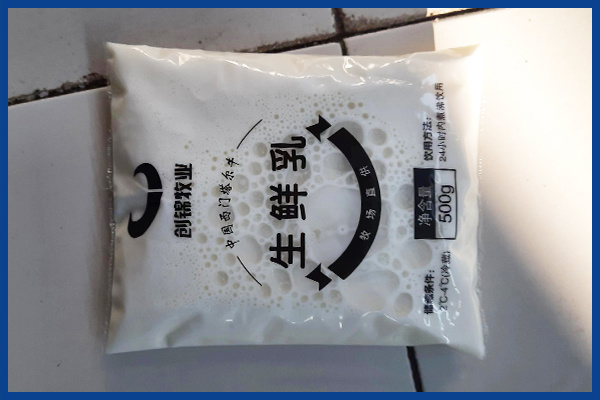 创锦牧业
中国西门塔尔乡
生鲜乳
牧场直供
饮用方法：
24小时内煮沸饮用
净含量
500g
储藏条件：
2℃-4℃(冷藏)